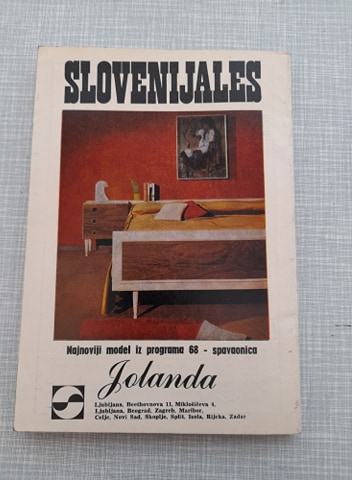 SLOVENIJALES
Najnoviji model iz programa 68 - spavaonica
Jolanda
Ljubljana, Beethovnova 11, Miklošičeva 4,
Ljubljana, Beograd, Zagreb, Maribor,
Celje, Novi Sad, Skoplje, Split, Izola, Rijeka, Zadar